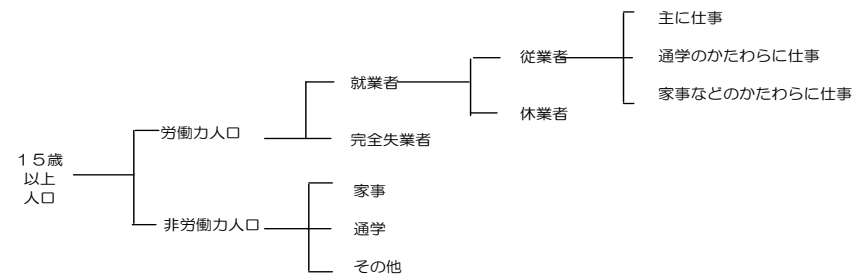 主に仕事
従業者
通学のかたわらに仕事
就業者
家事などのかたわらに仕事
休業者
労働力人口
完全失業者
15歳
以上
人口
家事
非労働力人口
通学
その他